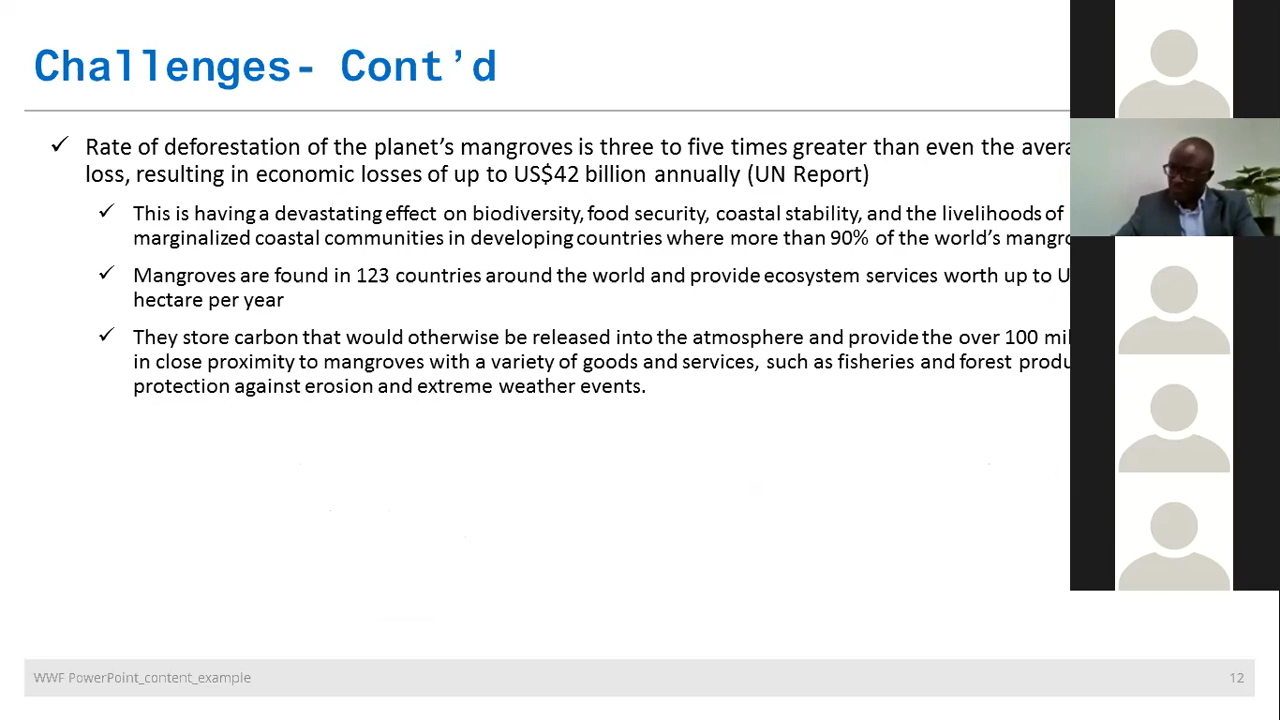 Challenges- Cont’d
✓ Rate of deforestation of the planet’s mangroves is three to five times greater than even the
loss, resulting in economic losses of up to US$42 billion annually (UN Report)
✓ This is having a devastating effect on biodiversity, food security, coastal stability, and the livelihoods of
marginalized coastal communities in developing countries where more than 90% of the world’s
✓ Mangroves are found in 123 countries around the world and provide ecosystem services worth up to
hectare per year
✓ They store carbon that would otherwise be released into the atmosphere and provide the over 100
in close proximity to mangroves with a variety of goods and services, such as fisheries and forest
protection against erosion and extreme weather events.
WWF PowerPoint_content_example
12